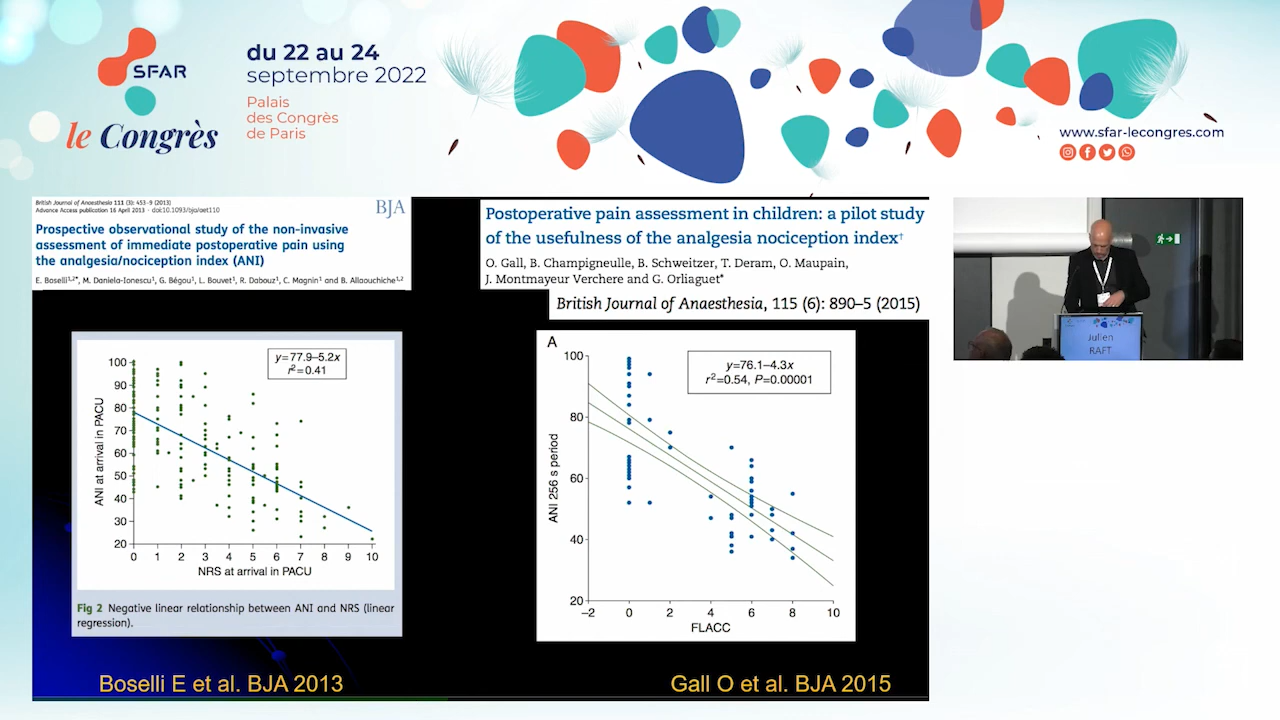 SFAR
le Congrès
du 22 au 24
septembre 2022
Palais
des Congrès
de Paris
www.sfar-lecongres.com
British Journal of Anaesthesia 111 (3): 453–9 (2013)
Advance Access publication 16 April 2013 · doi:10.1093/bja/aet110
BJA
Prospective observational study of the non-invasive
assessment of immediate postoperative pain using
the analgesia/nociception index (ANI)
E. Boselli1,2*, M. Daniela-Ionescu1, G. Bégou1, L. Bouvet1, R. Dabouz1, C. Magnin1 and B. Allaouchiche1,2
Postoperative pain assessment in children: a pilot study
of the usefulness of the analgesia nociception index†
O. Gall, B. Champigneulle, B. Schweitzer, T. Deram, O. Maupain,
J. Montmayeur Verchere and G. Orliaguet*
British Journal of Anaesthesia, 115 (6): 890–5 (2015)
y=77.9–5.2x
r²=0.41
100
90
80
70
60
50
40
30
20
ANI at arrival in PACU
0 1 2 3 4 5 6 7 8 9 10
NRS at arrival in PACU
Fig 2 Negative linear relationship between ANI and NRS (linear
regression).
A
y=76.1–4.3x
r²=0.54, P=0.00001
100
80
60
40
20
ANI 256 s period
–2 0 2 4 6 8 10
FLACC
Boselli E et al. BJA 2013
Gall O et al. BJA 2015
Julien
RAFT